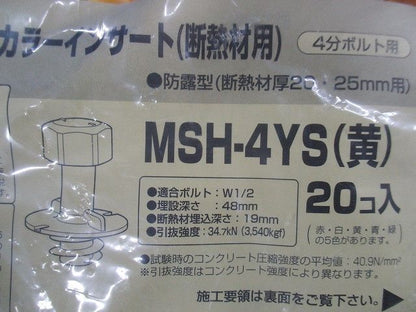 カラーインサート(断熱材用)
4分ボルト用
●防露型(断熱材厚20・25mm用)
MSH-4YS(黄)
●適合ボルト:W1/2
●埋設深さ:48mm
●断熱材埋込深さ:19mm
●引抜強度:34.7kN(3,540kgf)
20コ入
(赤・白・黄・青・緑
の5色があります。)
●試験時のコンクリート圧縮強度の平均値:40.9N/mm²
※引抜強度はコンクリート強度により異なります。
施工要領は裏面をご覧下さい。